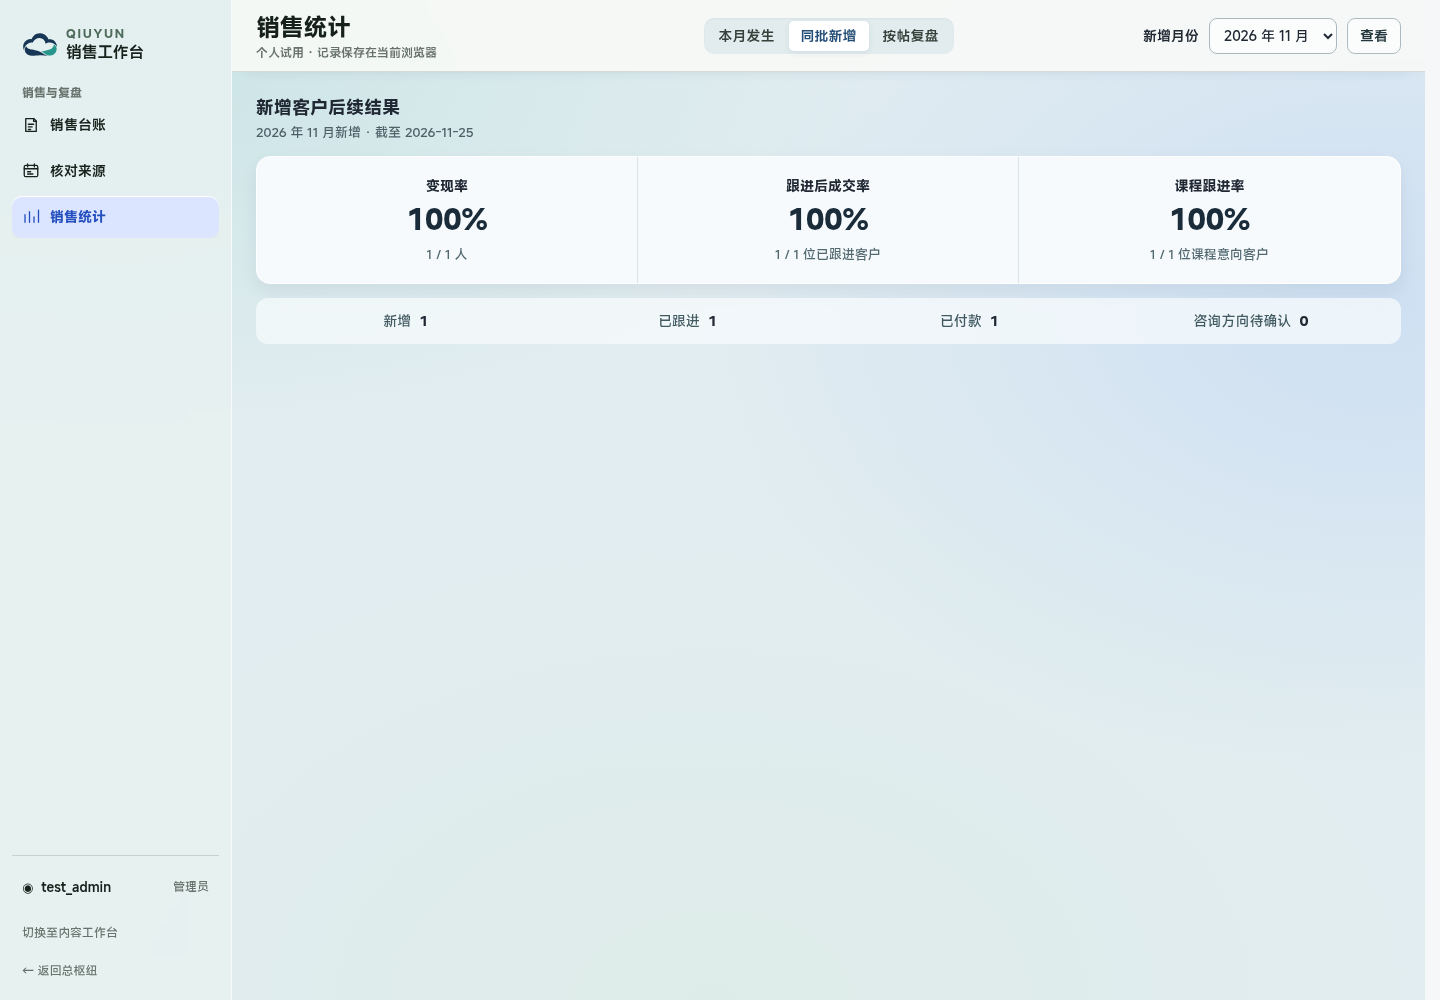 QIUYUN
销售工作台
销售与复盘
销售台账
核对来源
销售统计
test_admin 管理员
切换至内容工作台
← 返回总枢纽
销售统计
个人试用 · 记录保存在当前浏览器
本月发生 同批新增 按帖复盘
新增月份 2026 年 11 月 查看
新增客户后续结果
2026 年 11 月新增 · 截至 2026-11-25
变现率
100%
1 / 1 人
跟进后成交率
100%
1 / 1 位已跟进客户
课程跟进率
100%
1 / 1 位课程意向客户
新增 1 已跟进 1 已付款 1 咨询方向待确认 0